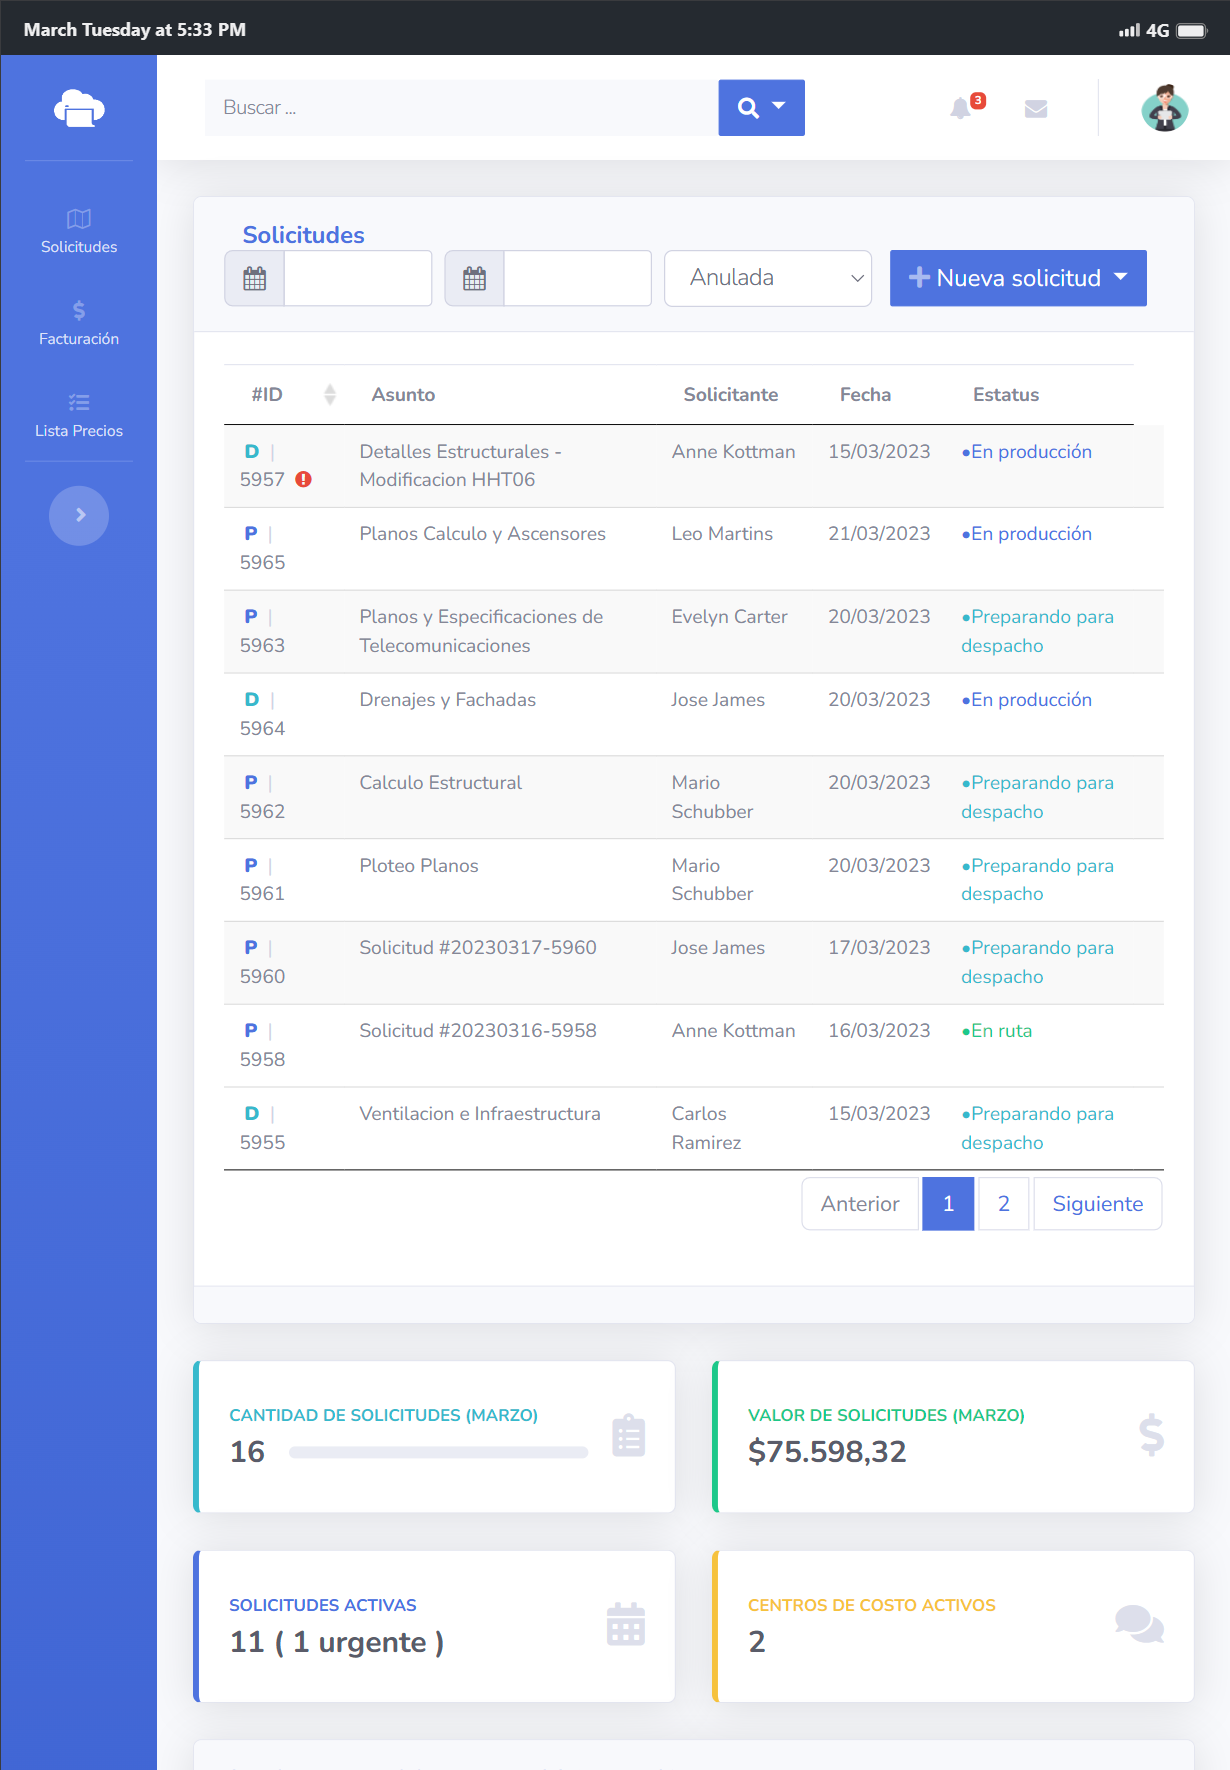 March Tuesday at 5:33 PM
4G
Buscar ...
3
Solicitudes
Facturación
Lista Precios
Solicitudes
Anulada
Nueva solicitud
#ID Asunto Solicitante Fecha Estatus
D | Detalles Estructurales - Anne Kottman 15/03/2023 •En producción
5957 Modificacion HHT06
P | Planos Calculo y Ascensores Leo Martins 21/03/2023 •En producción
5965
P | Planos y Especificaciones de Evelyn Carter 20/03/2023 •Preparando para
5963 Telecomunicaciones despacho
D | Drenajes y Fachadas Jose James 20/03/2023 •En producción
5964
P | Calculo Estructural Mario 20/03/2023 •Preparando para
5962 Schubber despacho
P | Ploteo Planos Mario 20/03/2023 •Preparando para
5961 Schubber despacho
P | Solicitud #20230317-5960 Jose James 17/03/2023 •Preparando para
5960 despacho
P | Solicitud #20230316-5958 Anne Kottman 16/03/2023 •En ruta
5958
D | Ventilacion e Infraestructura Carlos 15/03/2023 •Preparando para
5955 Ramirez despacho
Anterior 1 2 Siguiente
CANTIDAD DE SOLICITUDES (MARZO)
16
VALOR DE SOLICITUDES (MARZO)
$75.598,32
SOLICITUDES ACTIVAS
11 ( 1 urgente )
CENTROS DE COSTO ACTIVOS
2